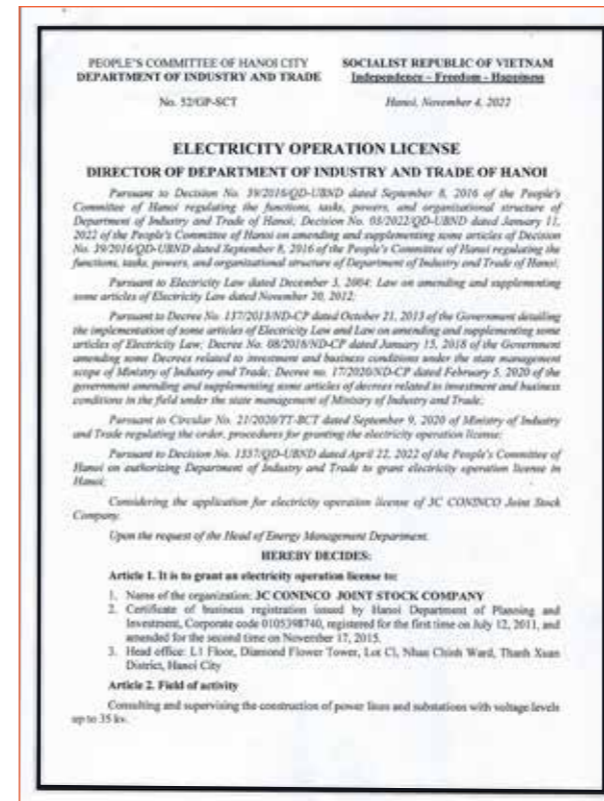 PEOPLE'S COMMITTEE OF HANOI CITY
DEPARTMENT OF INDUSTRY AND TRADE
No. 52/GP-SCT
SOCIALIST REPUBLIC OF VIETNAM
Independence – Freedom - Happiness
Hanoi, November 4, 2022
ELECTRICITY OPERATION LICENSE
DIRECTOR OF DEPARTMENT OF INDUSTRY AND TRADE OF HANOI
Pursuant to Decision No. 39/2016/QD-UBND dated September 8, 2016 of the People's
Committee of Hanoi regulating the functions, tasks, powers, and organizational structure of
Department of Industry and Trade of Hanoi; Decision No. 03/2022/QD-UBND dated January 11,
2022 of the People's Committee of Hanoi on amending and supplementing some articles of Decision
No. 39/2016/QD-UBND dated September 8, 2016 of the People's Committee of Hanoi regulating the
functions, tasks, powers, and organizational structure of Department of Industry and Trade of Hanoi;
Pursuant to Electricity Law dated December 3, 2004; Law on amending and supplementing
some articles of Electricity Law dated November 20, 2012;
Pursuant to Decree No. 137/2013/ND-CP dated October 21, 2013 of the Government detailing
the implementation of some articles of Electricity Law and Law on amending and supplementing some
articles of Electricity Law; Decree No. 08/2018/ND-CP dated January 15, 2018 of the Government
amending some Decrees related to investment and business conditions under the state management
scope of Ministry of Industry and Trade; Decree no. 17/2020/ND-CP dated February 5, 2020 of the
government amending and supplementing some articles of decrees related to investment and business
conditions in the field under the state management of Ministry of Industry and Trade;
Pursuant to Circular No. 21/2020/TT-BCT dated September 9, 2020 of Ministry of Industry
and Trade regulating the order, procedures for granting the electricity operation license;
Pursuant to Decision No. 1337/QD-UBND dated April 22, 2022 of the People's Committee of
Hanoi on authorizing Department of Industry and Trade to grant electricity operation license in
Hanoi;
Considering the application for electricity operation license of 3C CONINCO Joint Stock
Company.
Upon the request of the Head of Energy Management Department.
HEREBY DECIDES:
Article 1. It is to grant an electricity operation license to:
1. Name of the organization: 3C CONINCO JOINT STOCK COMPANY
2. Certificate of business registration issued by Hanoi Department of Planning and
Investment, Corporate code 0105398740, registered for the first time on July 12, 2011, and
amended for the second time on November 17, 2015.
3. Head office: L1 Floor, Diamond Flower Tower, Lot C1, Nhan Chinh Ward, Thanh Xuan
District, Hanoi City
Article 2. Field of activity
Consulting and supervising the construction of power lines and substations with voltage levels
up to 35 kv.